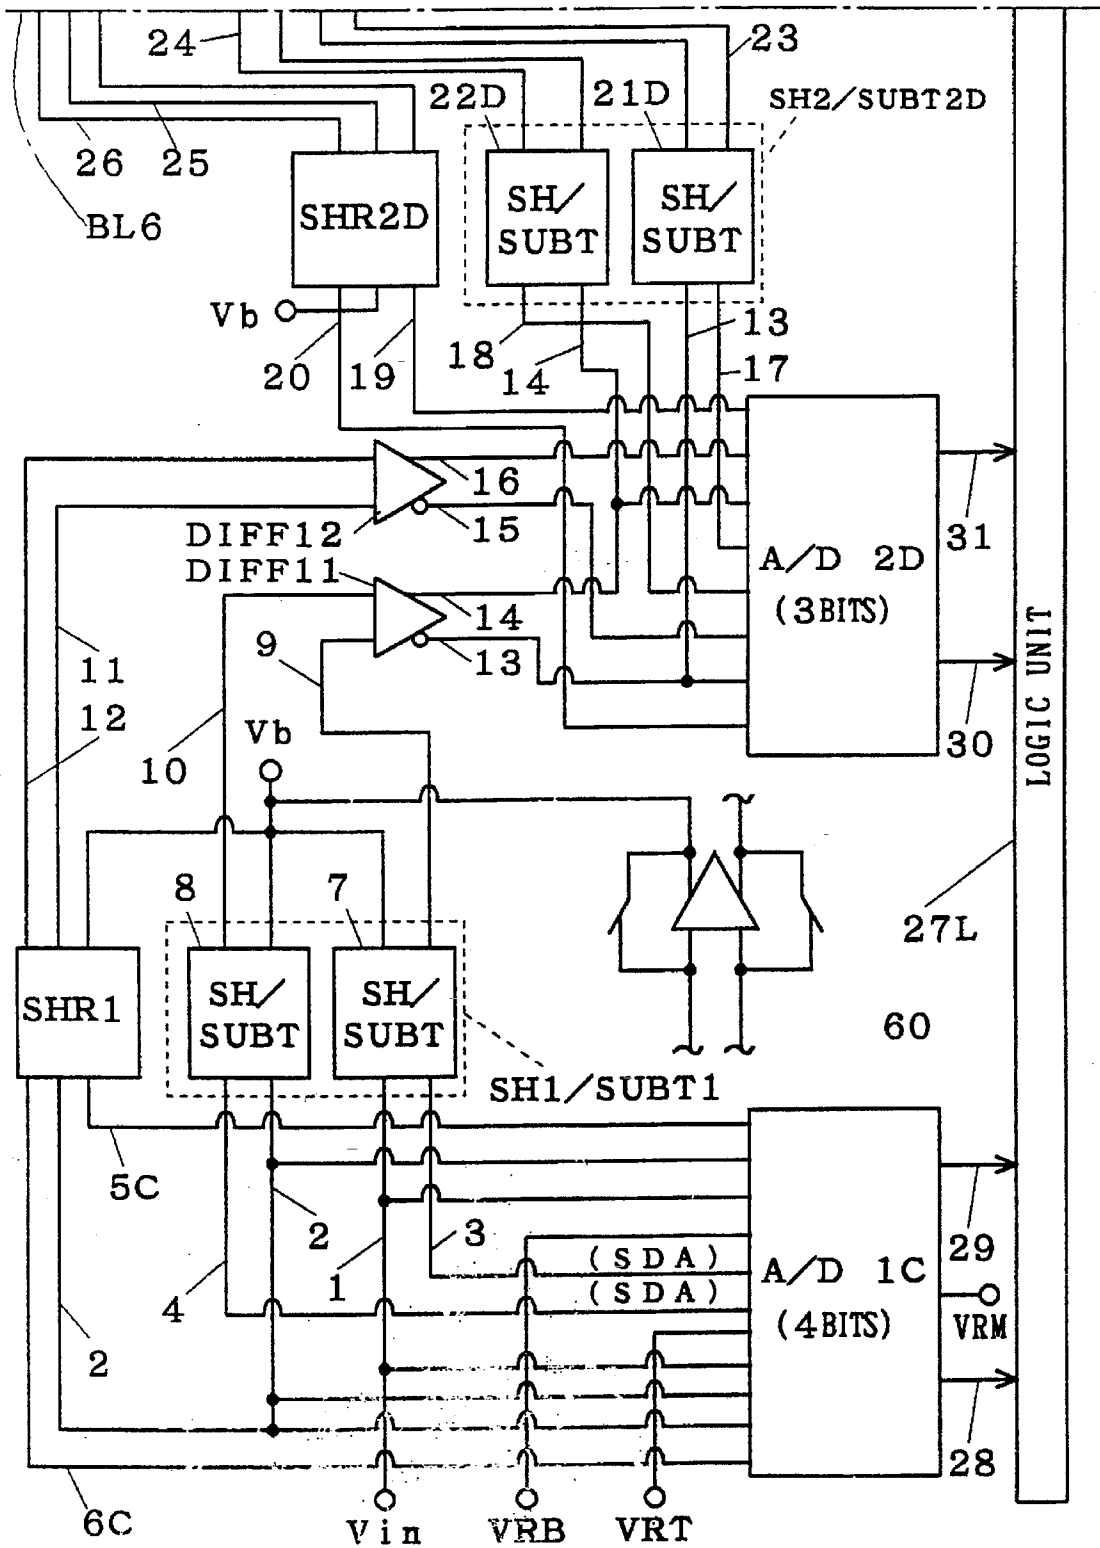 24
23
22D
21D
SH2/SUBT2D
26
25
BL6
SHR2D
SH/
SUBT
SH/
SUBT
Vb
20
19
18
14
13
17
16
DIFF12
15
DIFF11
14
13
A/D 2D
(3BITS)
31
30
LOGIC UNIT
11
12
9
10
Vb
8
7
27L
SHR1
SH/
SUBT
SH/
SUBT
60
SH1/SUBT1
5C
2
1
3
4
2
(SDA)
(SDA)
A/D 1C
(4BITS)
29
VRM
28
6C
Vin
VRB
VRT